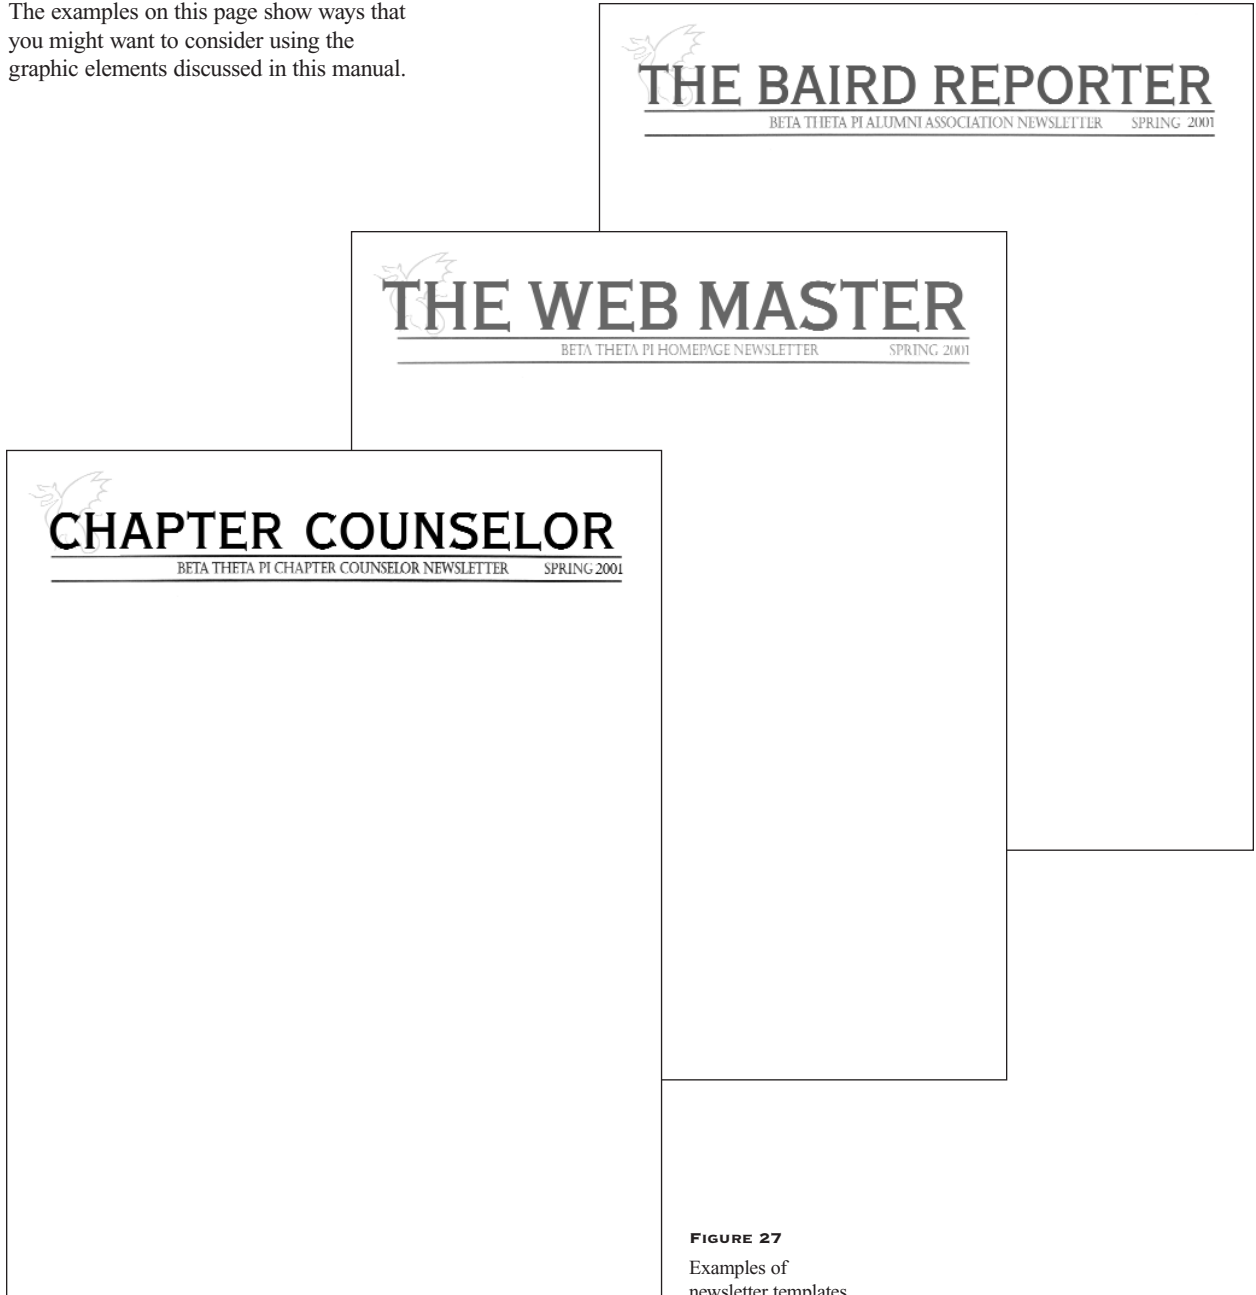 The examples on this page show ways that
you might want to consider using the
graphic elements discussed in this manual.
THE BAIRD REPORTER
BETA THETA PI ALUMNI ASSOCIATION NEWSLETTER SPRING 2001
THE WEB MASTER
BETA THETA PI HOMEPAGE NEWSLETTER SPRING 2001
CHAPTER COUNSELOR
BETA THETA PI CHAPTER COUNSELOR NEWSLETTER SPRING 2001
FIGURE 27
Examples of
newsletter templates